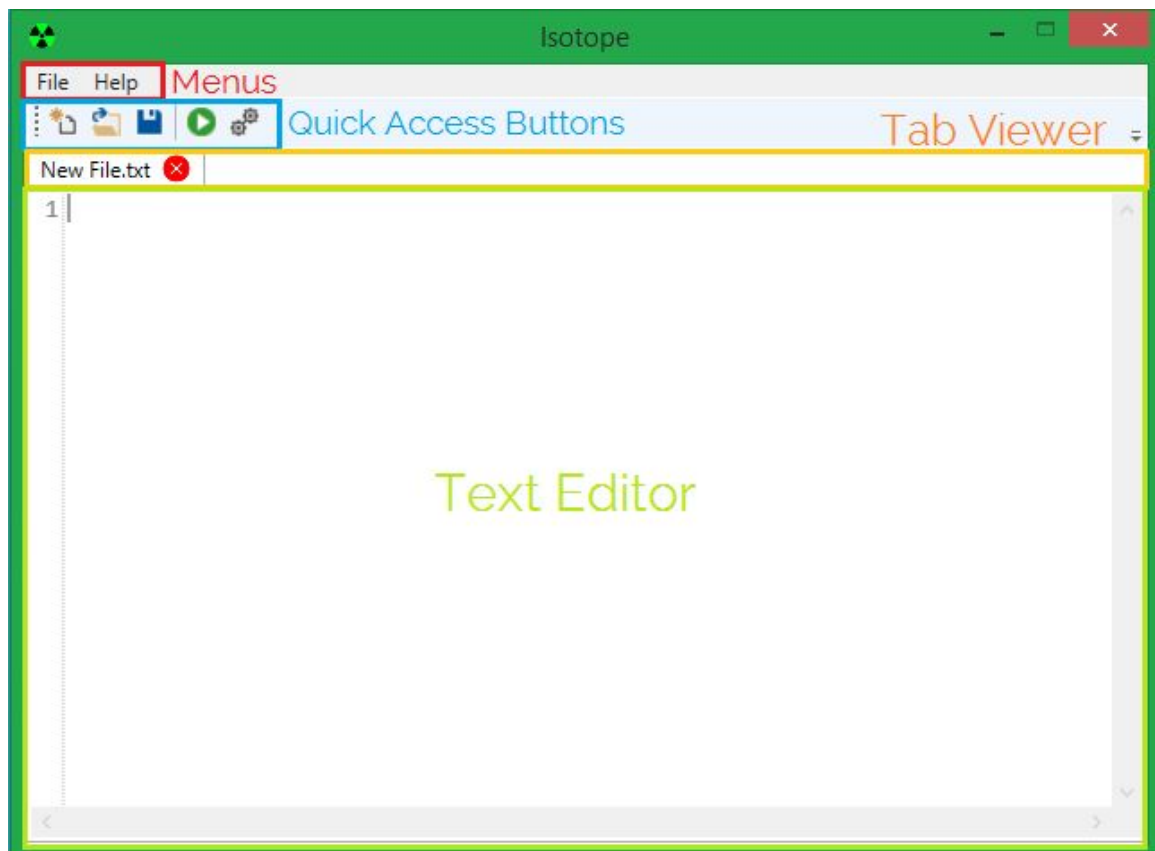 Isotope
File Help Menus
Quick Access Buttons Tab Viewer
New File.txt
1
Text Editor